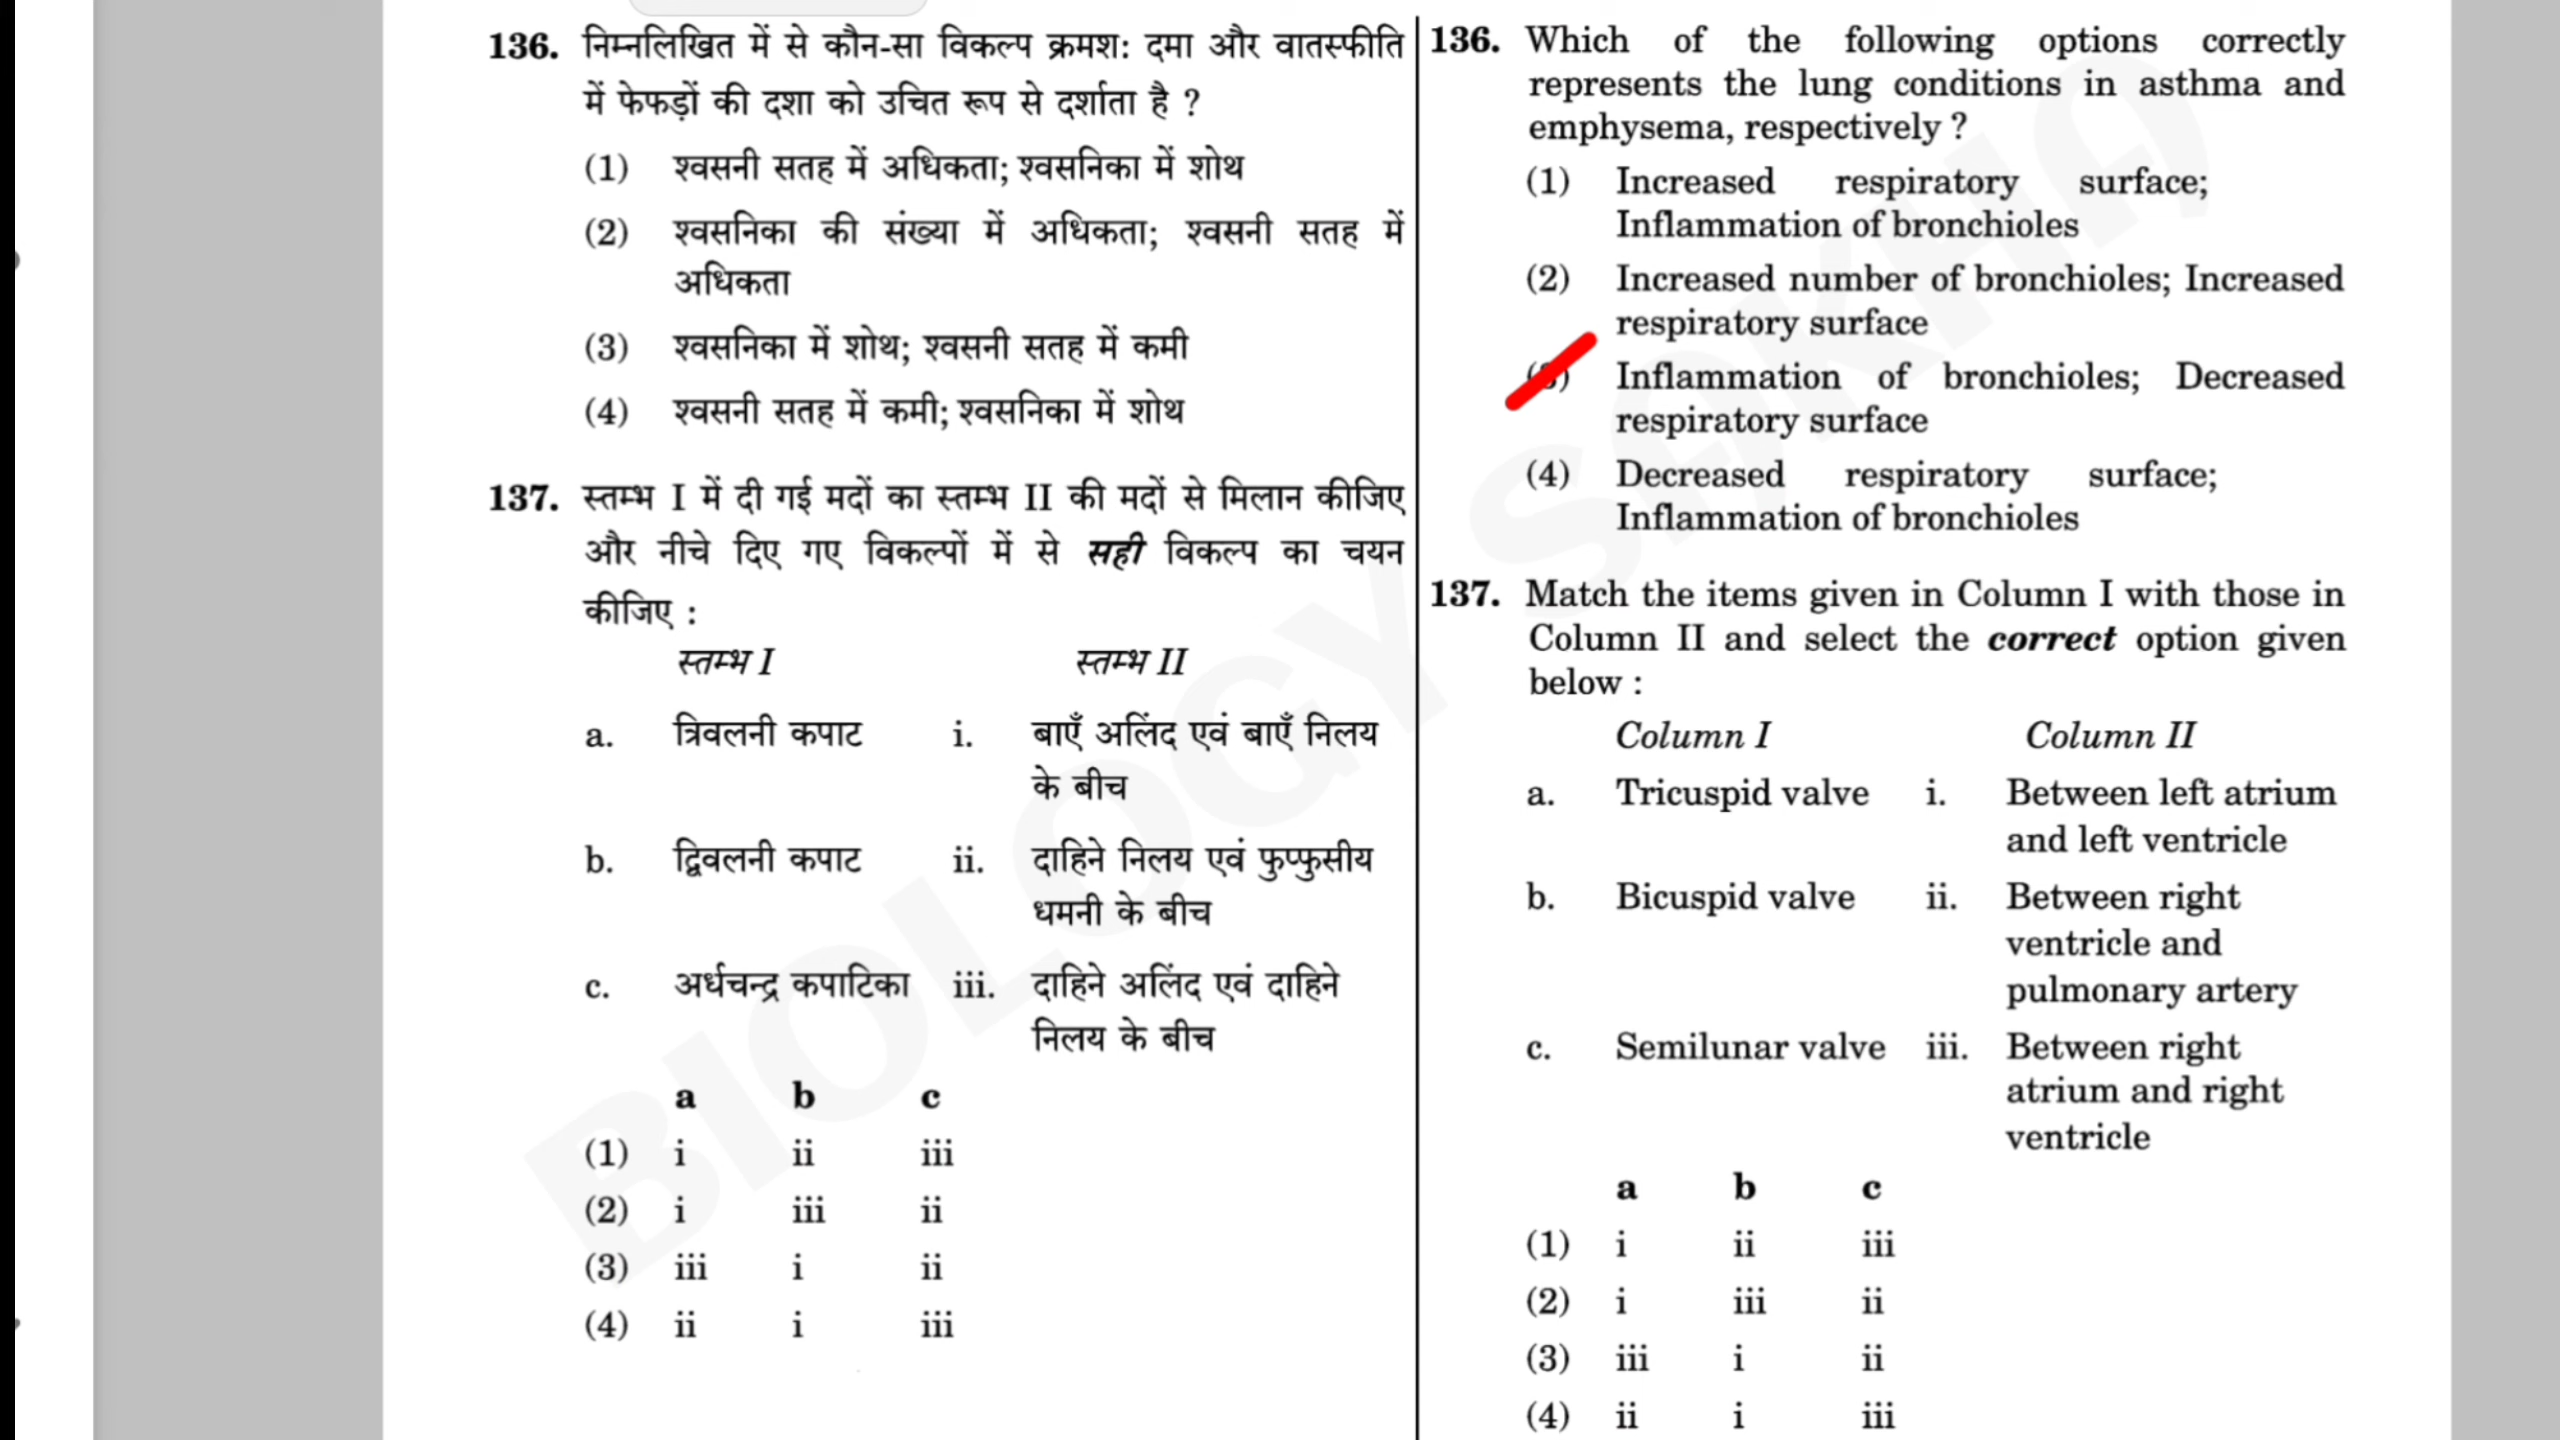 136. निम्नलिखित में से कौन-सा विकल्प क्रमश: दमा और वातस्फीति
में फेफड़ों की दशा को उचित रूप से दर्शाता है ?
(1) श्वसनी सतह में अधिकता; श्वसनिका में शोथ
(2) श्वसनिका की संख्या में अधिकता; श्वसनी सतह में
अधिकता
(3) श्वसनिका में शोथ; श्वसनी सतह में कमी
(4) श्वसनी सतह में कमी; श्वसनिका में शोथ
137. स्तम्भ I में दी गई मदों का स्तम्भ II की मदों से मिलान कीजिए
और नीचे दिए गए विकल्पों में से सही विकल्प का चयन
कीजिए :
स्तम्भ I स्तम्भ II
a. त्रिवलनी कपाट i. बाएँ अलिंद एवं बाएँ निलय
के बीच
b. द्विवलनी कपाट ii. दाहिने निलय एवं फुप्फुसीय
धमनी के बीच
c. अर्धचन्द्र कपाटिका iii. दाहिने अलिंद एवं दाहिने
निलय के बीच
a b c
(1) i ii iii
(2) i iii ii
(3) iii i ii
(4) ii i iii
136. Which of the following options correctly
represents the lung conditions in asthma and
emphysema, respectively ?
(1) Increased respiratory surface;
Inflammation of bronchioles
(2) Increased number of bronchioles; Increased
respiratory surface
(3) Inflammation of bronchioles; Decreased
respiratory surface
(4) Decreased respiratory surface;
Inflammation of bronchioles
137. Match the items given in Column I with those in
Column II and select the correct option given
below :
Column I Column II
a. Tricuspid valve i. Between left atrium
and left ventricle
b. Bicuspid valve ii. Between right
ventricle and
pulmonary artery
c. Semilunar valve iii. Between right
atrium and right
ventricle
a b c
(1) i ii iii
(2) i iii ii
(3) iii i ii
(4) ii i iii
BIOLOGY SAKHA